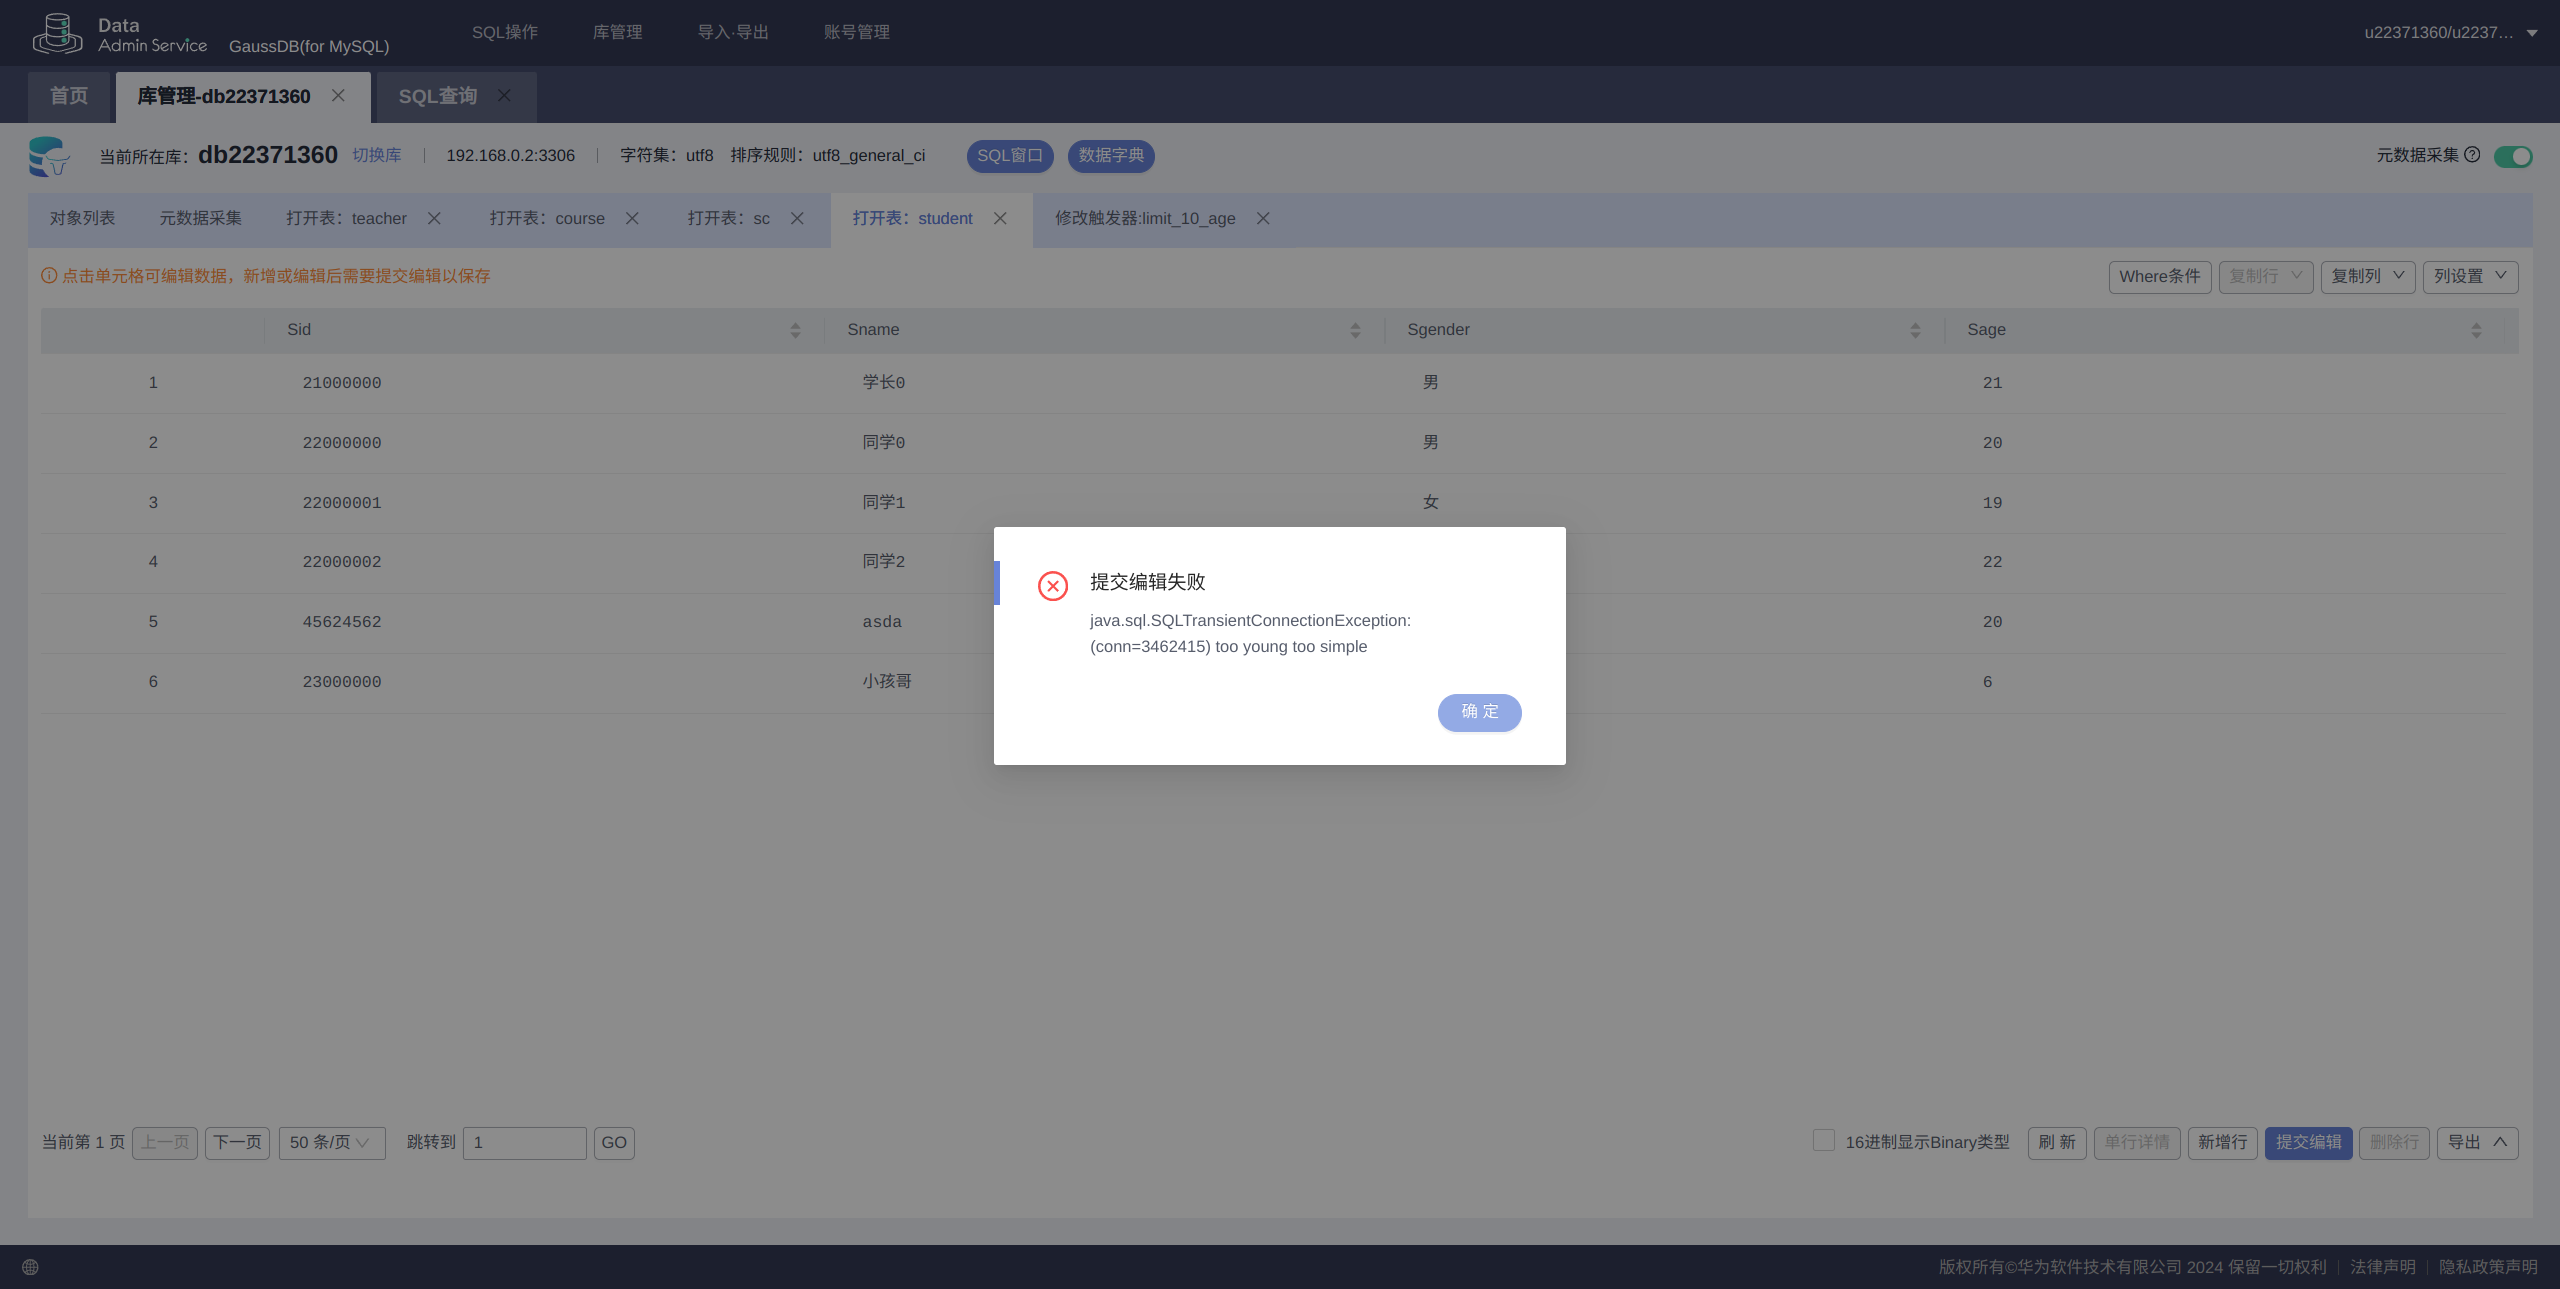 Data
Admin Service
GaussDB(for MySQL)
SQL操作
库管理
导入·导出
账号管理
u22371360/u2237…
首页
库管理-db22371360
SQL查询
当前所在库：db22371360 切换库
192.168.0.2:3306
字符集：utf8 排序规则：utf8_general_ci
SQL窗口
数据字典
元数据采集
对象列表
元数据采集
打开表：teacher
打开表：course
打开表：sc
打开表：student
修改触发器:limit_10_age
点击单元格可编辑数据，新增或编辑后需要提交编辑以保存
Where条件
复制行
复制列
列设置
Sid Sname Sgender Sage
1 21000000 学长0 男 21
2 22000000 同学0 男 20
3 22000001 同学1 女 19
4 22000002 同学2 22
5 45624562 asda 20
6 23000000 小孩哥 6
提交编辑失败
java.sql.SQLTransientConnectionException:
(conn=3462415) too young too simple
确 定
当前第 1 页
上一页
下一页
50 条/页
跳转到
1
GO
16进制显示Binary类型
刷 新
单行详情
新增行
提交编辑
删除行
导出
版权所有©华为软件技术有限公司 2024 保留一切权利
法律声明
隐私政策声明